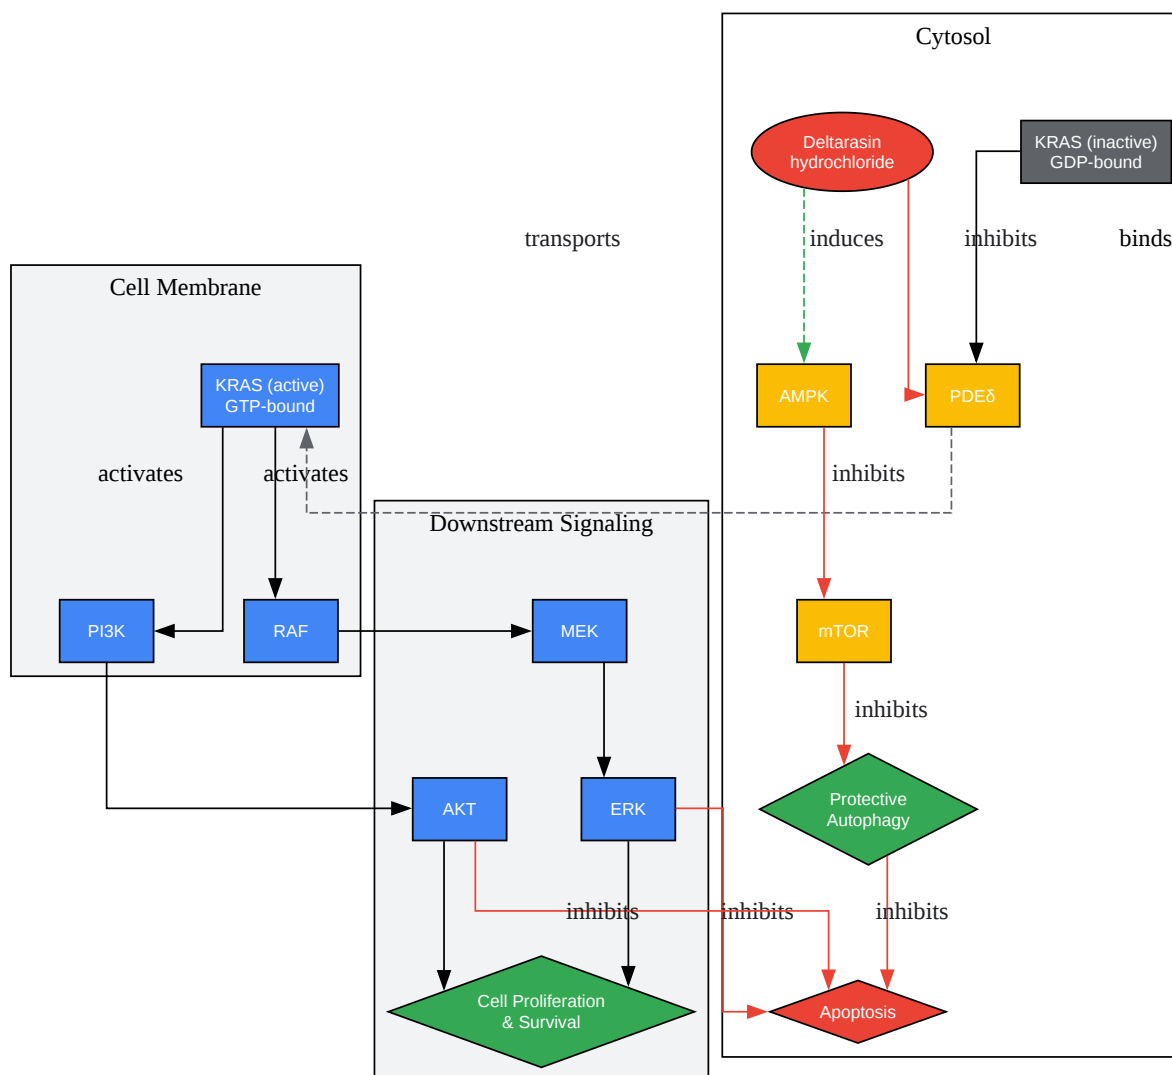 Cytosol
Deltarasin
hydrochloride
KRAS (inactive)
GDP-bound
transports
induces
inhibits
binds
Cell Membrane
KRAS (active)
GTP-bound
AMPK
PDEδ
activates
activates
inhibits
Downstream Signaling
PI3K
RAF
MEK
mTOR
inhibits
Protective
Autophagy
AKT
ERK
inhibits
inhibits
inhibits
Cell Proliferation
& Survival
Apoptosis